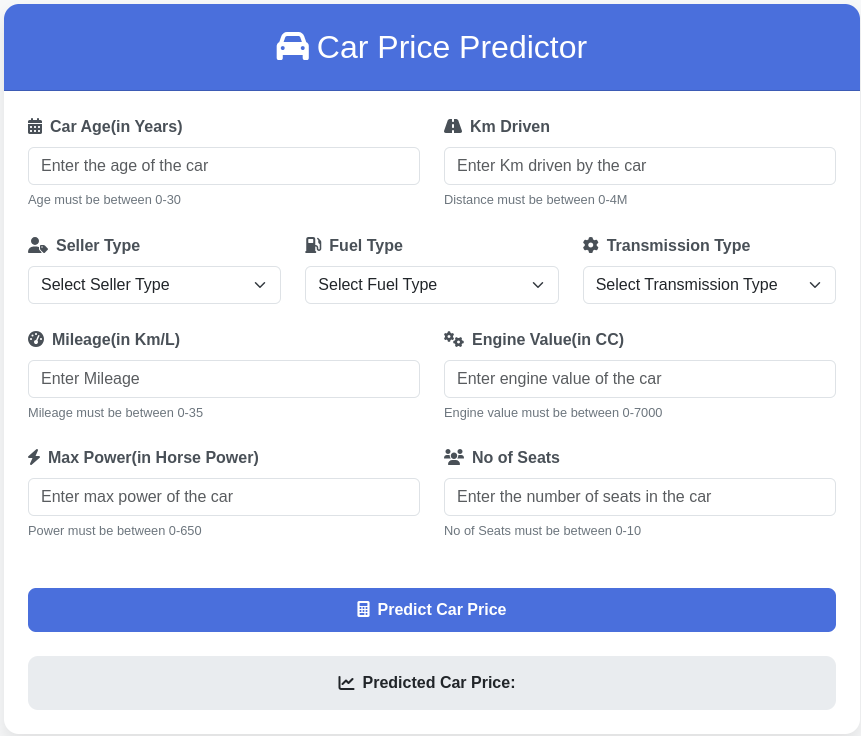 Car Price Predictor
Car Age(in Years)
Km Driven
Enter the age of the car
Enter Km driven by the car
Age must be between 0-30
Distance must be between 0-4M
Seller Type
Fuel Type
Transmission Type
Select Seller Type
Select Fuel Type
Select Transmission Type
Mileage(in Km/L)
Engine Value(in CC)
Enter Mileage
Enter engine value of the car
Mileage must be between 0-35
Engine value must be between 0-7000
Max Power(in Horse Power)
No of Seats
Enter max power of the car
Enter the number of seats in the car
Power must be between 0-650
No of Seats must be between 0-10
Predict Car Price
Predicted Car Price: